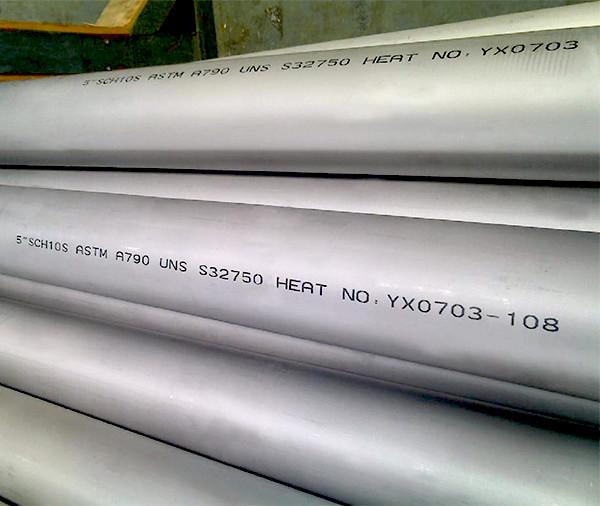 5"SCH10S ASTM A790 UNS S32750 HEAT NO. YX0703
5"SCH10S ASTM A790 UNS S32750 HEAT NO. YX0703-108